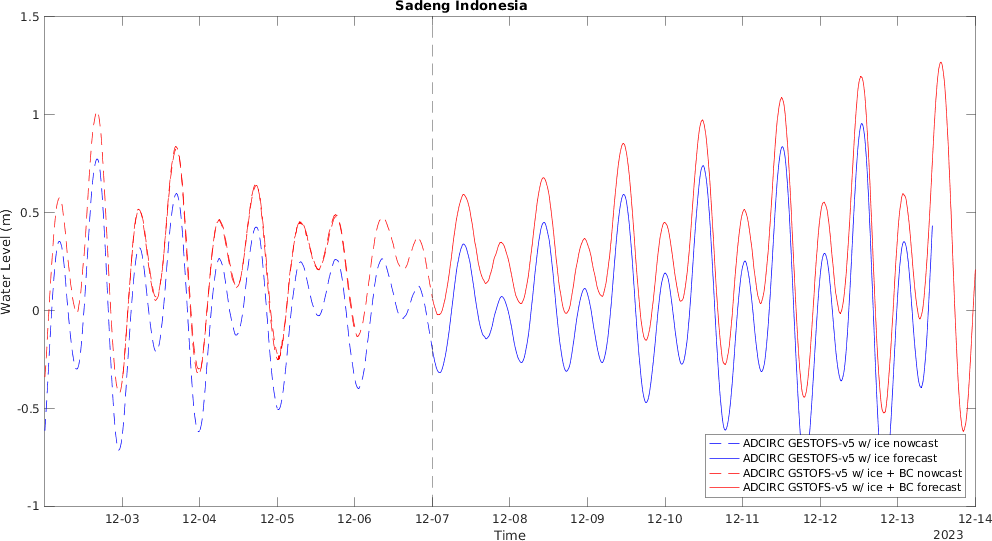 Sadeng Indonesia
1.5
1
0.5
0
-0.5
-1
Water Level (m)
12-03 12-04 12-05 12-06 12-07 12-08 12-09 12-10 12-11 12-12 12-13 12-14
Time
2023
ADCIRC GESTOFS-v5 w/ ice nowcast
ADCIRC GESTOFS-v5 w/ ice forecast
ADCIRC GSTOFS-v5 w/ ice + BC nowcast
ADCIRC GSTOFS-v5 w/ ice + BC forecast